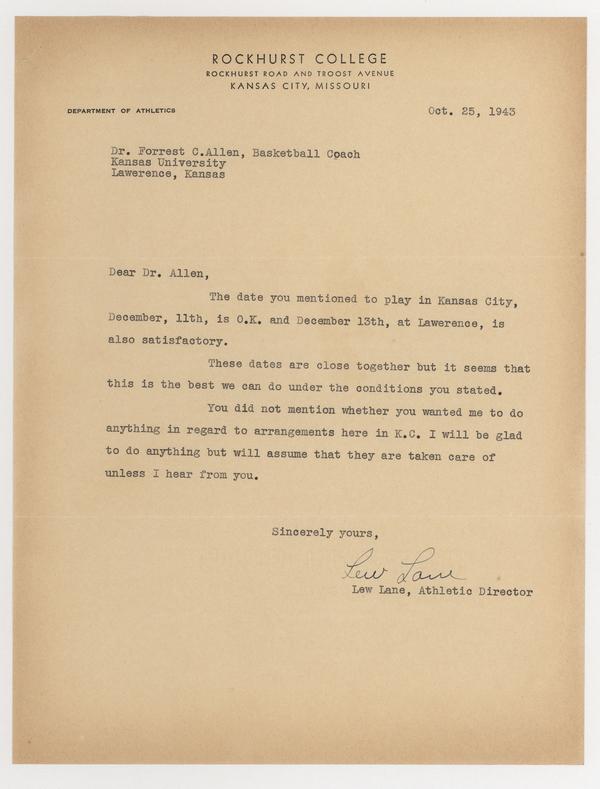 ROCKHURST COLLEGE
ROCKHURST ROAD AND TROOST AVENUE
KANSAS CITY, MISSOURI
DEPARTMENT OF ATHLETICS
Oct. 25, 1943
Dr. Forrest C.Allen, Basketball Coach
Kansas University
Lawerence, Kansas
Dear Dr. Allen,
The date you mentioned to play in Kansas City,
December, 11th, is O.K. and December 13th, at Lawerence, is
also satisfactory.
These dates are close together but it seems that
this is the best we can do under the conditions you stated.
You did not mention whether you wanted me to do
anything in regard to arrangements here in K.C. I will be glad
to do anything but will assume that they are taken care of
unless I hear from you.
Sincerely yours,
Lew Lane
Lew Lane, Athletic Director